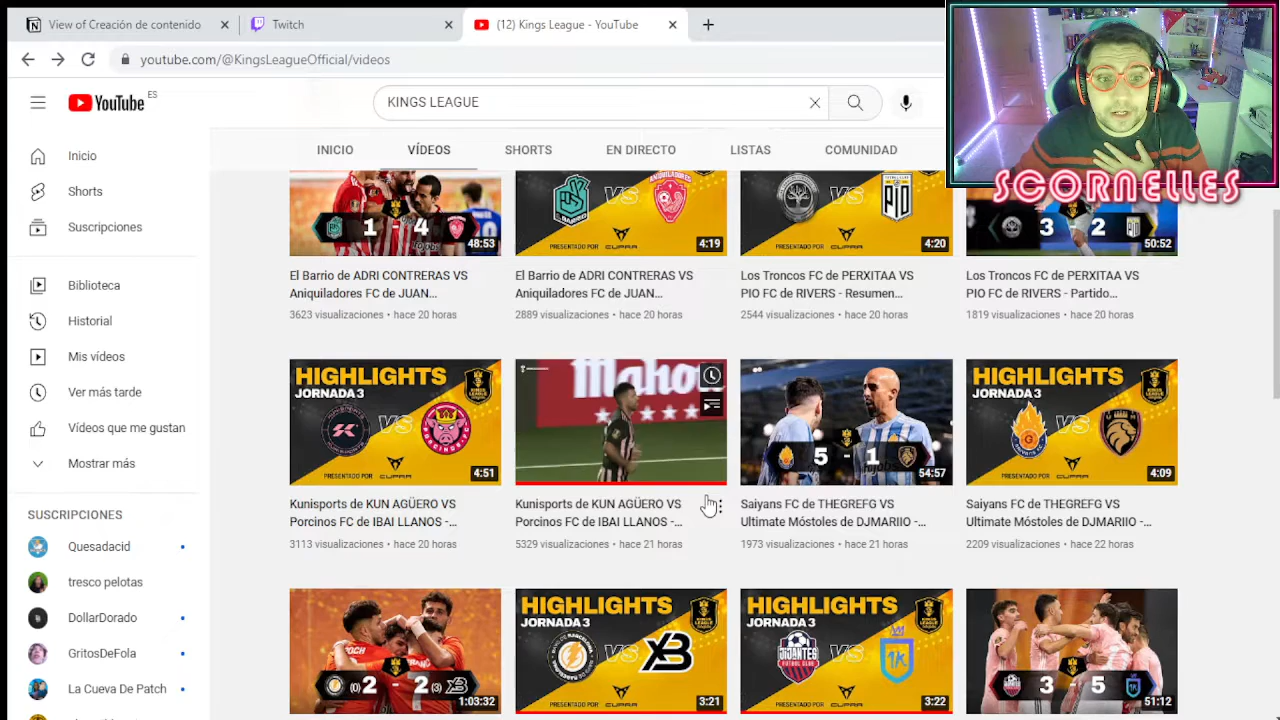 View of Creación de contenido
Twitch
(12) Kings League - YouTube
youtube.com/@KingsLeagueOfficial/videos
YouTube
ES
KINGS LEAGUE
INICIO
VÍDEOS
SHORTS
EN DIRECTO
LISTAS
COMUNIDAD
SCORNELLES
Inicio
Shorts
Suscripciones
Biblioteca
Historial
Mis vídeos
Ver más tarde
Vídeos que me gustan
Mostrar más
SUSCRIPCIONES
Quesadacid
tresco pelotas
DollarDorado
GritosDeFola
La Cueva De Patch
1 - 4
48:53
El Barrio de ADRI CONTRERAS VS
Aniquiladores FC de JUAN...
3623 visualizaciones • hace 20 horas
ANIQUILADORES
VS
BARRIO
PRESENTADO POR CUPRA
4:19
El Barrio de ADRI CONTRERAS VS
Aniquiladores FC de JUAN...
2889 visualizaciones • hace 20 horas
VS
PIO
PRESENTADO POR CUPRA
4:20
Los Troncos FC de PERXITAA VS
PIO FC de RIVERS - Resumen...
2544 visualizaciones • hace 20 horas
3 - 2
50:52
Los Troncos FC de PERXITAA VS
PIO FC de RIVERS - Partido...
1819 visualizaciones • hace 20 horas
HIGHLIGHTS
JORNADA 3
VS
PRESENTADO POR CUPRA
4:51
Kunisports de KUN AGÜERO VS
Porcinos FC de IBAI LLANOS -...
3113 visualizaciones • hace 20 horas
Mahou
Kunisports de KUN AGÜERO VS
Porcinos FC de IBAI LLANOS -...
5329 visualizaciones • hace 21 horas
5 - 1
54:57
Saiyans FC de THEGREFG VS
Ultimate Móstoles de DJMARIIO -...
1973 visualizaciones • hace 21 horas
HIGHLIGHTS
JORNADA 3
VS
PRESENTADO POR CUPRA
4:09
Saiyans FC de THEGREFG VS
Ultimate Móstoles de DJMARIIO -...
2209 visualizaciones • hace 22 horas
(0) 2 - 2 (3)
1:03:32
HIGHLIGHTS
JORNADA 3
VS
XB
PRESENTADO POR CUPRA
3:21
HIGHLIGHTS
JORNADA 3
JIJANTES
VS
1K
PRESENTADO POR CUPRA
3:22
3 - 5
51:12